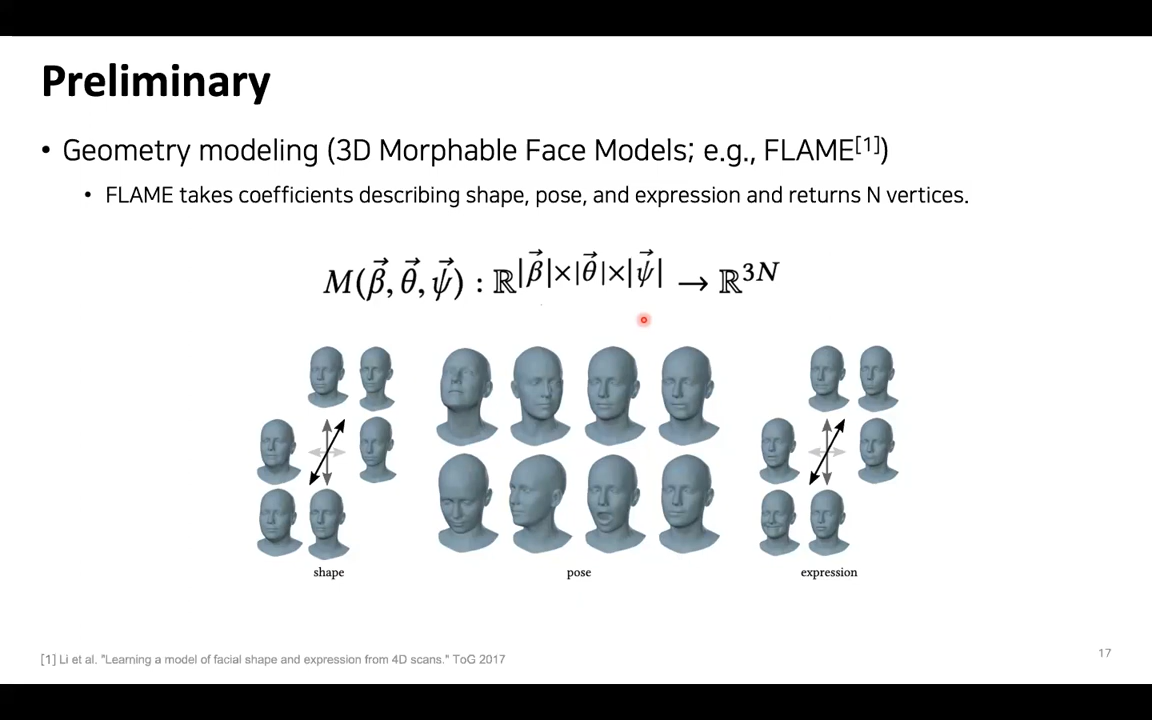 Preliminary
• Geometry modeling (3D Morphable Face Models; e.g., FLAME[1])
• FLAME takes coefficients describing shape, pose, and expression and returns N vertices.
M(β⃗, θ⃗, ψ⃗) : ℝ^|β⃗|×|θ⃗|×|ψ⃗| → ℝ^3N
shape pose expression
[1] Li et al. "Learning a model of facial shape and expression from 4D scans." ToG 2017
17